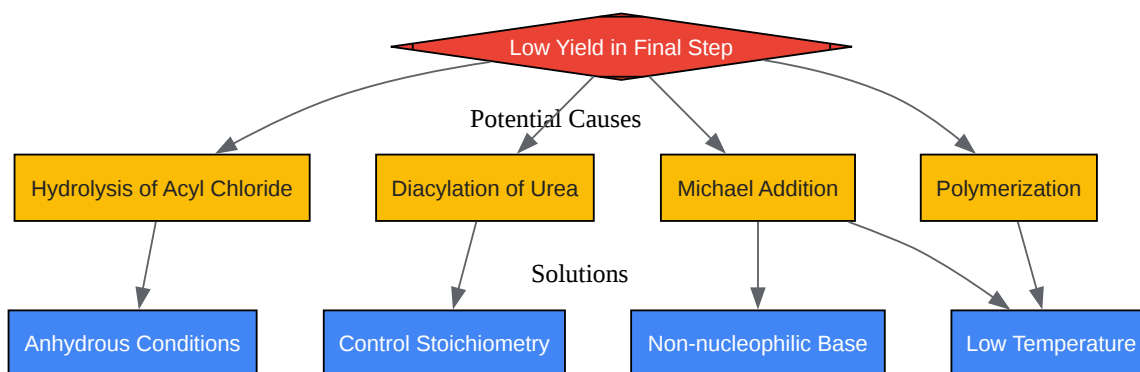 Low Yield in Final Step
Potential Causes
Hydrolysis of Acyl Chloride
Diacylation of Urea
Michael Addition
Polymerization
Solutions
Anhydrous Conditions
Control Stoichiometry
Non-nucleophilic Base
Low Temperature